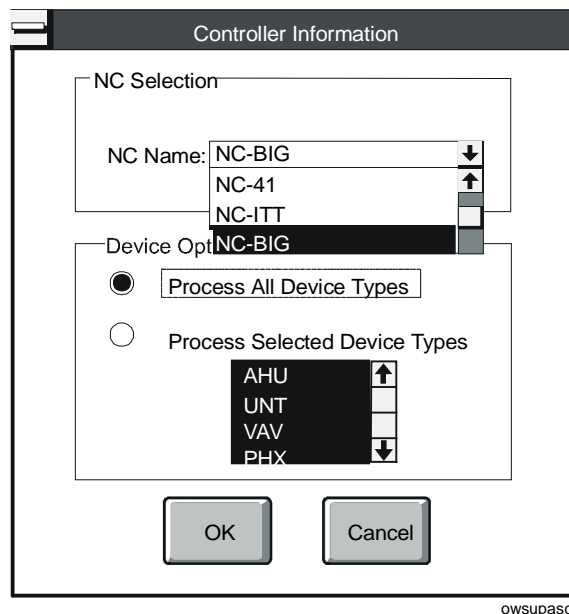 Controller Information
NC Selection
NC Name: NC-BIG
NC-41
NC-ITT
NC-BIG
Device Opt
Process All Device Types
Process Selected Device Types
AHU
UNT
VAV
PHX
OK
Cancel
owsupasc